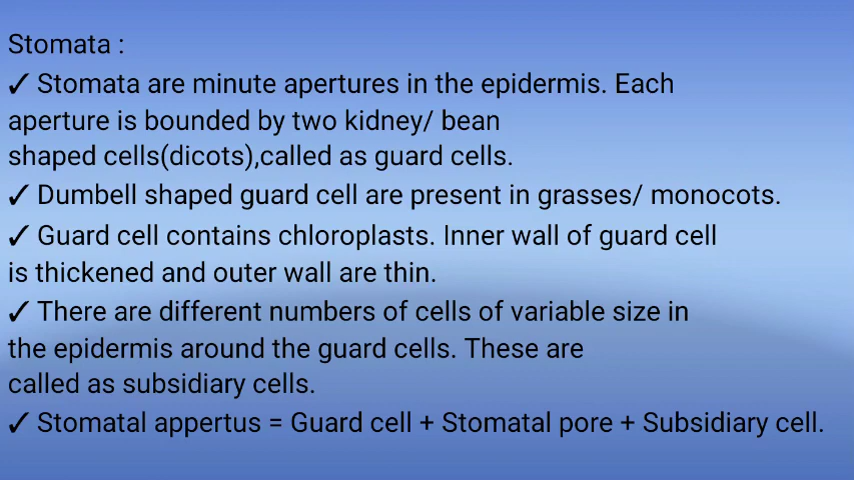 Stomata :
✓ Stomata are minute apertures in the epidermis. Each
aperture is bounded by two kidney/ bean
shaped cells(dicots),called as guard cells.
✓ Dumbell shaped guard cell are present in grasses/ monocots.
✓ Guard cell contains chloroplasts. Inner wall of guard cell
is thickened and outer wall are thin.
✓ There are different numbers of cells of variable size in
the epidermis around the guard cells. These are
called as subsidiary cells.
✓ Stomatal appertus = Guard cell + Stomatal pore + Subsidiary cell.